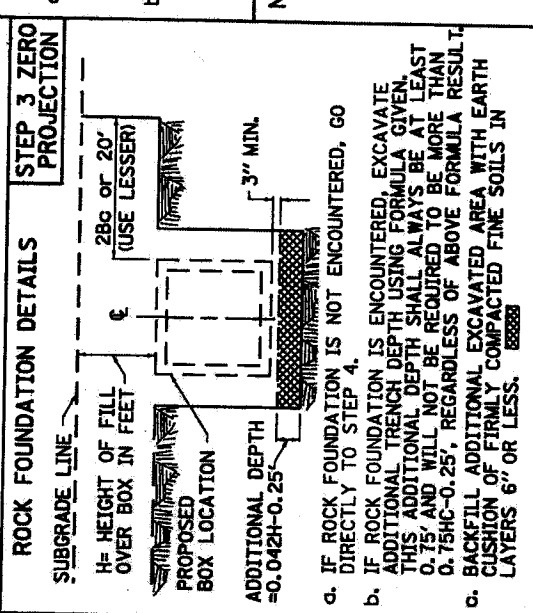 ROCK FOUNDATION DETAILS
STEP 3 ZERO
PROJECTION
SUBGRADE LINE
H= HEIGHT OF FILL
OVER BOX IN FEET
℄
2Bc or 20'
(USE LESSER)
PROPOSED
BOX LOCATION
3" MIN.
ADDITIONAL DEPTH
=0.042H-0.25'
a. IF ROCK FOUNDATION IS NOT ENCOUNTERED, GO
DIRECTLY TO STEP 4.
b. IF ROCK FOUNDATION IS ENCOUNTERED, EXCAVATE
ADDITIONAL TRENCH DEPTH USING FORMULA GIVEN.
THIS ADDITIONAL DEPTH SHALL ALWAYS BE AT LEAST
0.75' AND WILL NOT BE REQUIRED TO BE MORE THAN
0.75HC-0.25', REGARDLESS OF ABOVE FORMULA RESULT.
c. BACKFILL ADDITIONAL EXCAVATED AREA WITH EARTH
CUSHION OF FIRMLY COMPACTED FINE SOILS IN
LAYERS 6" OR LESS.